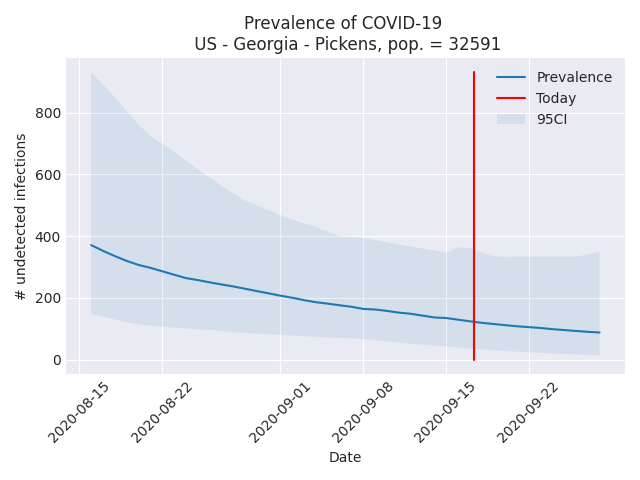 Prevalence of COVID-19
US - Georgia - Pickens, pop. = 32591
Prevalence
Today
95CI
# undetected infections
800
600
400
200
0
2020-08-15
2020-08-22
2020-09-01
2020-09-08
2020-09-15
2020-09-22
Date